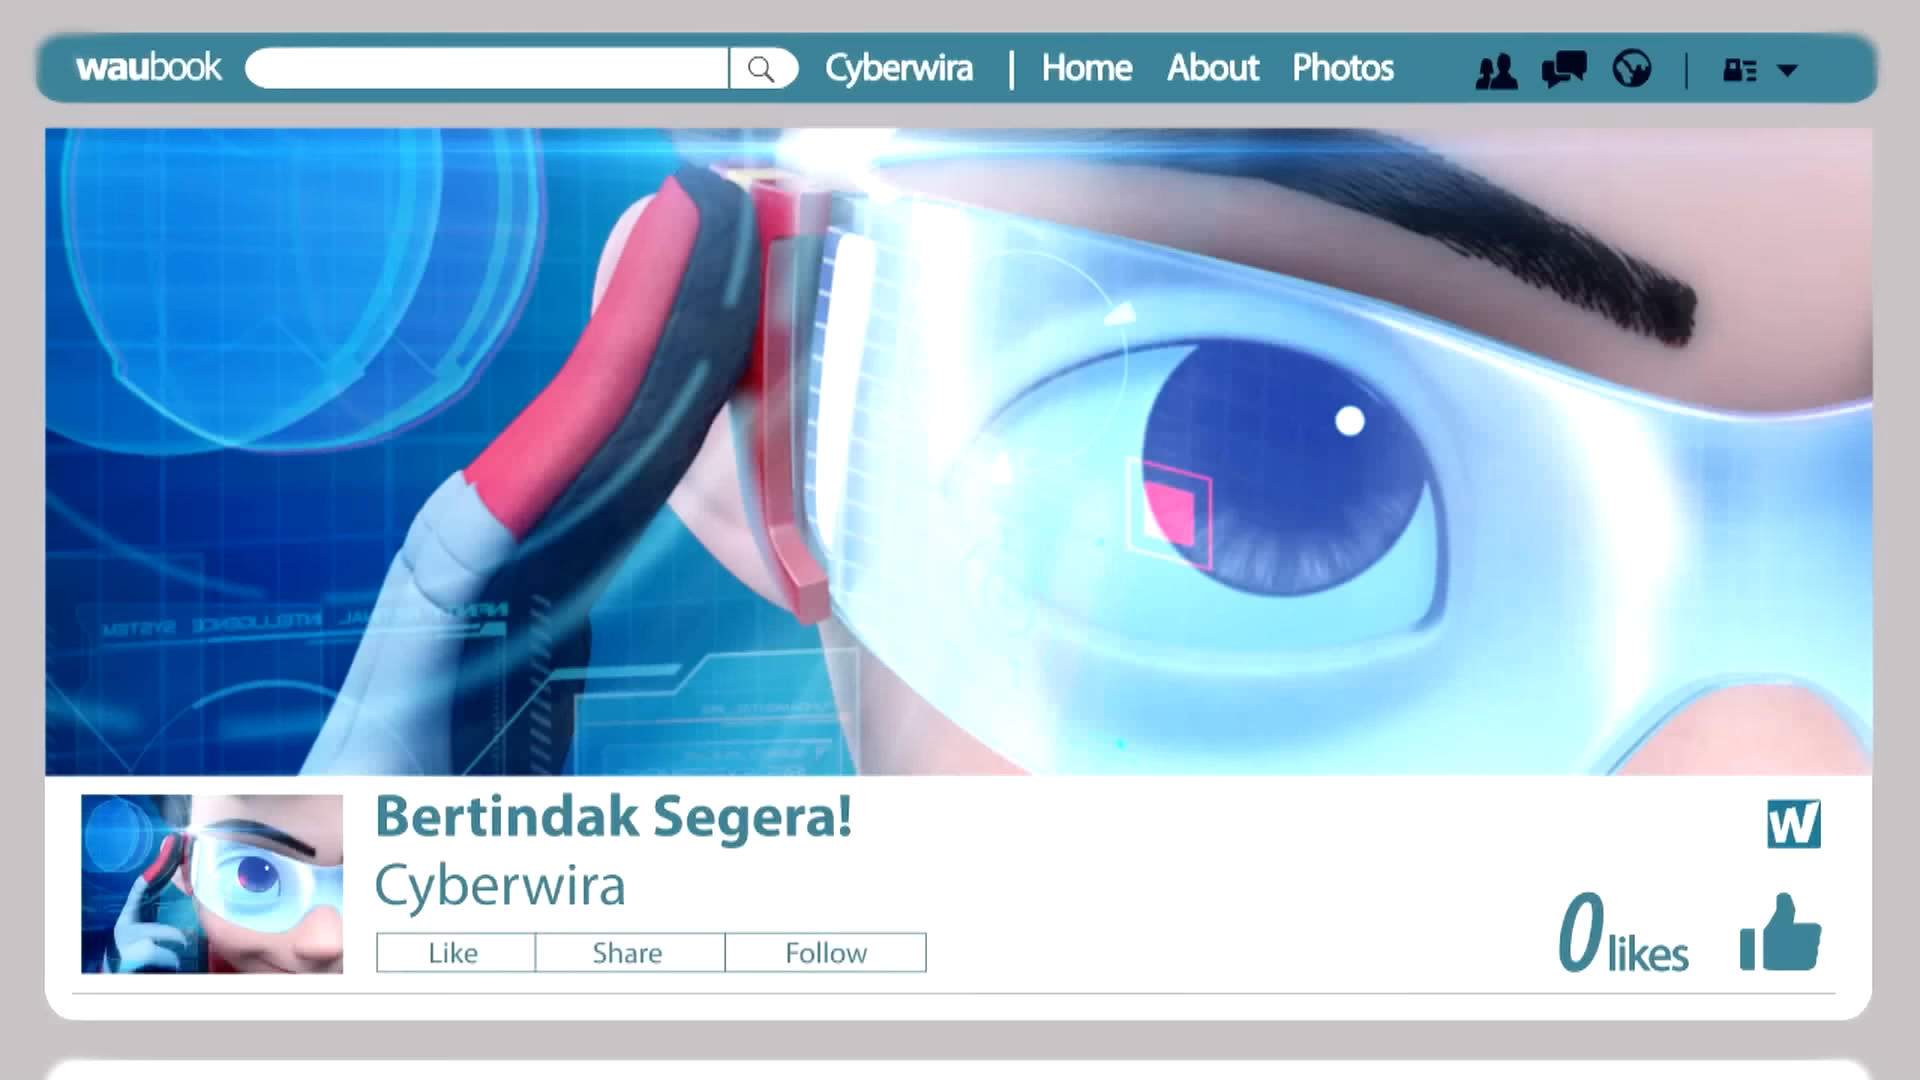 waubook Cyberwira | Home About Photos
Bertindak Segera!
Cyberwira
Like Share Follow
W
0 likes